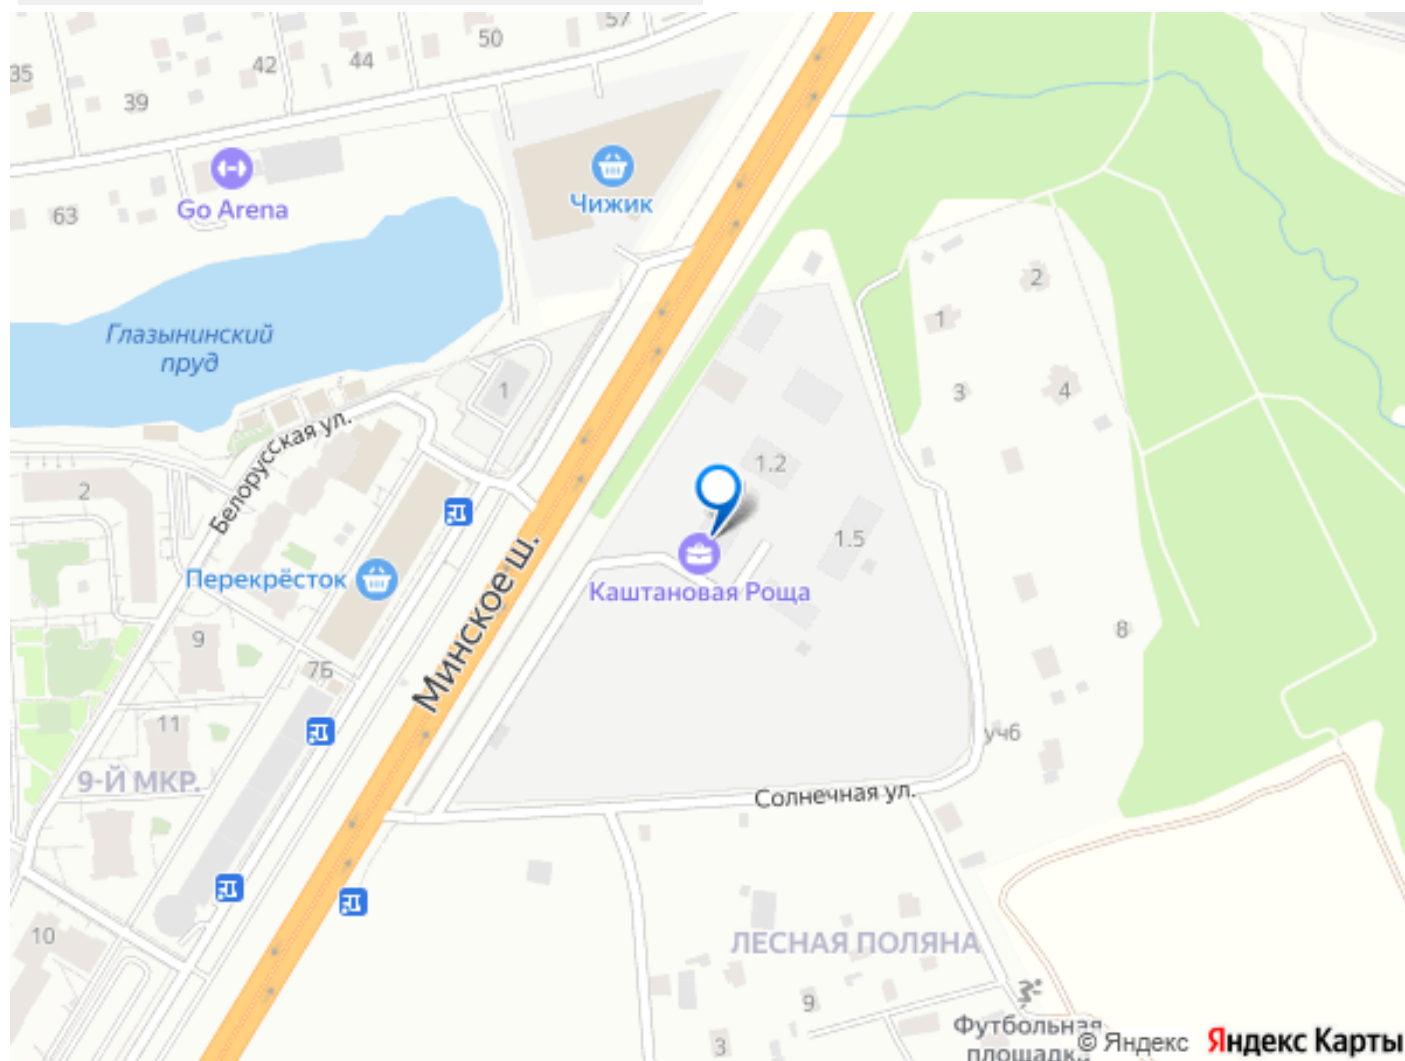 57
50
42
44
35
39
Go Arena
63
Чижик
Глазынинский
пруд
2
1
3
4
1
Белорусская ул.
1.2
2
Минское ш.
1.5
Перекрёсток
Каштановая Роща
9
8
7Б
11
уч6
9-Й МКР.
Солнечная ул.
10
ЛЕСНАЯ ПОЛЯНА
9
3
Футбольная
площадка
© Яндекс Яндекс Карты